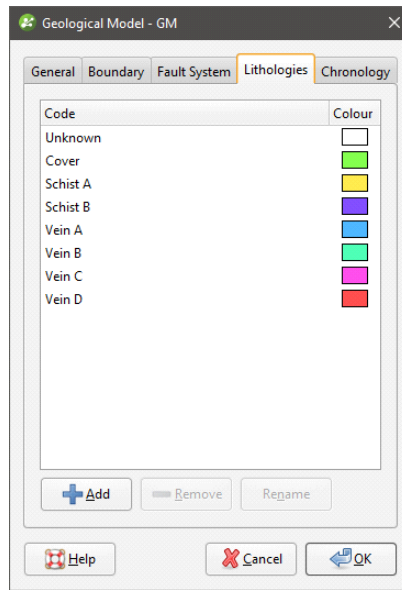 Geological Model - GM
General Boundary Fault System Lithologies Chronology
Code Colour
Unknown
Cover
Schist A
Schist B
Vein A
Vein B
Vein C
Vein D
Add Remove Rename
Help Cancel OK